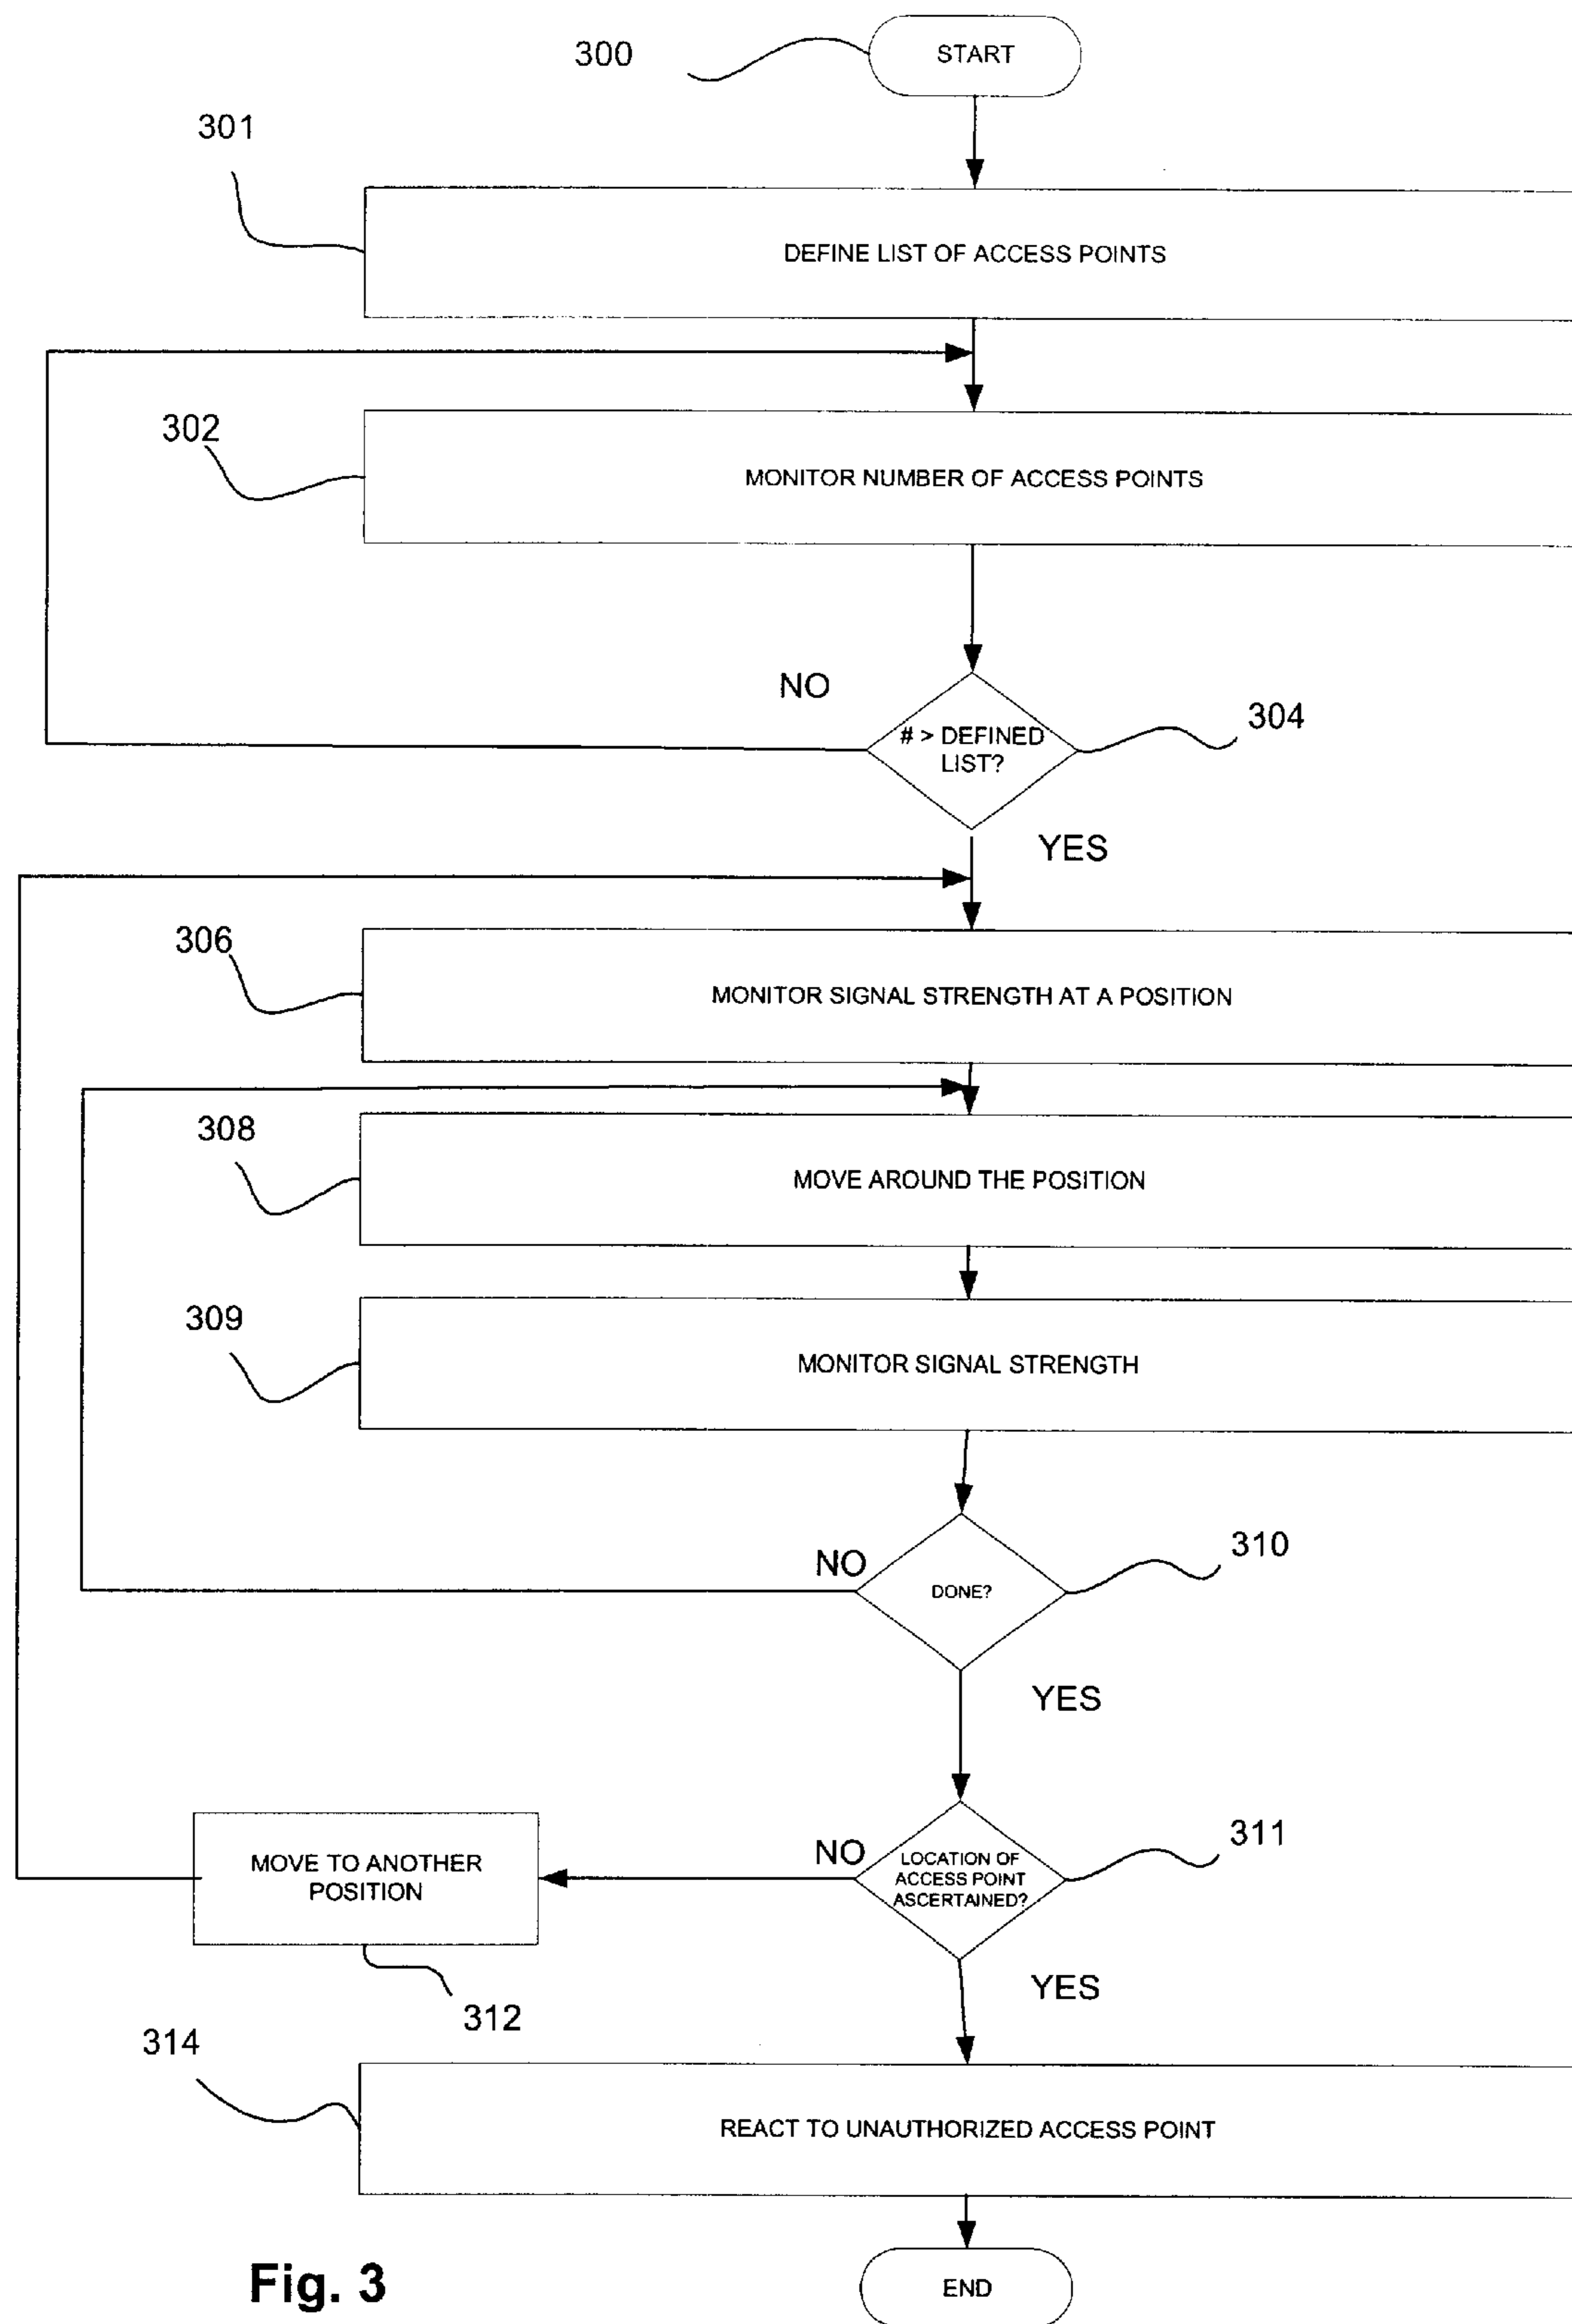 300
START
301
DEFINE LIST OF ACCESS POINTS
302
MONITOR NUMBER OF ACCESS POINTS
NO
304
# > DEFINED
LIST?
YES
306
MONITOR SIGNAL STRENGTH AT A POSITION
308
MOVE AROUND THE POSITION
309
MONITOR SIGNAL STRENGTH
310
NO
DONE?
YES
311
NO
LOCATION OF
ACCESS POINT
ASCERTAINED?
MOVE TO ANOTHER
POSITION
YES
312
314
REACT TO UNAUTHORIZED ACCESS POINT
Fig. 3
END